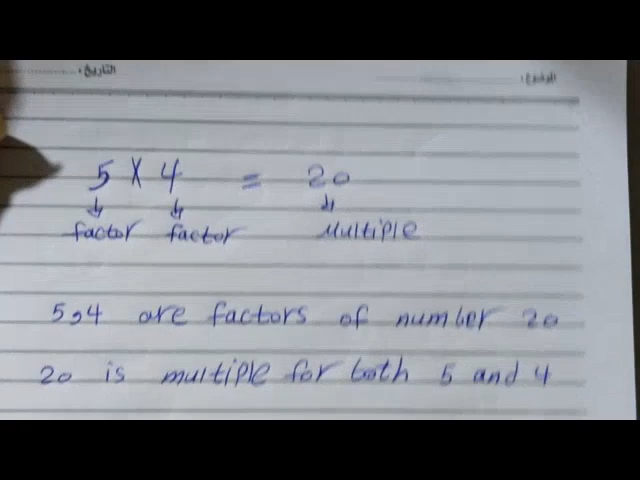 الموضوع: التاريخ:
5 X 4 = 20
factor factor Multiple
5,4 are factors of number 20
20 is multiple for both 5 and 4